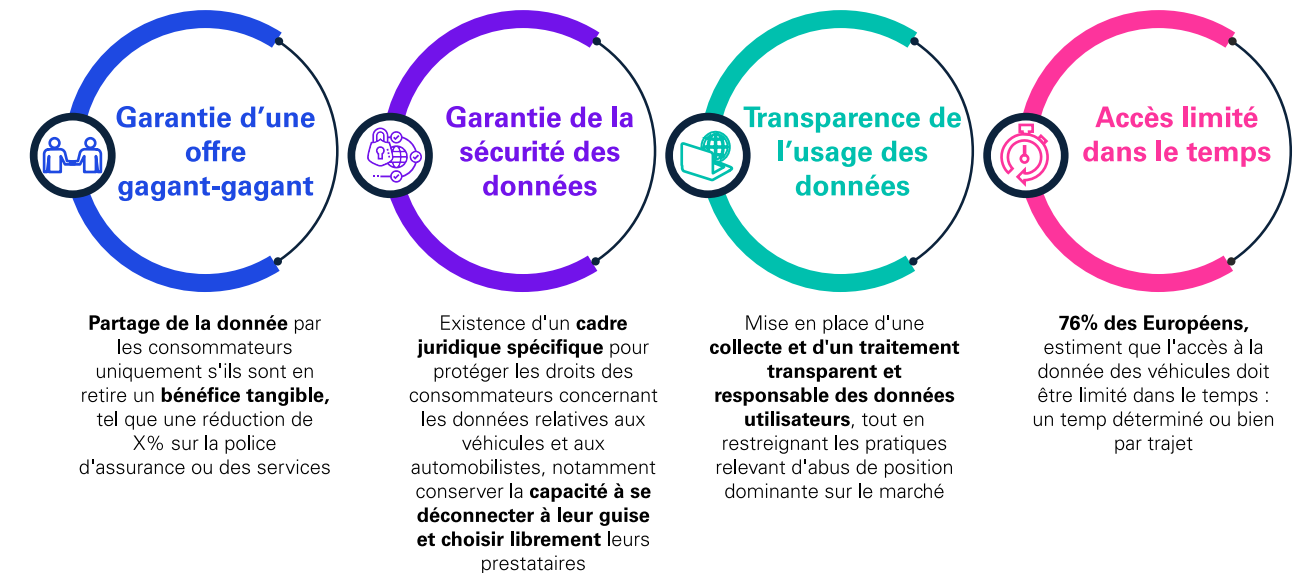 Garantie d’une
offre
gagant-gagant
Partage de la donnée par
les consommateurs
uniquement s'ils sont en
retire un bénéfice tangible,
tel que une réduction de
X% sur la police
d'assurance ou des services
Garantie de la
sécurité des
données
Existence d'un cadre
juridique spécifique pour
protéger les droits des
consommateurs concernant
les données relatives aux
véhicules et aux
automobilistes, notamment
conserver la capacité à se
déconnecter à leur guise
et choisir librement leurs
prestataires
Transparence de
l’usage des
données
Mise en place d'une
collecte et d'un traitement
transparent et
responsable des données
utilisateurs, tout en
restreignant les pratiques
relevant d'abus de position
dominante sur le marché
Accès limité
dans le temps
76% des Européens,
estiment que l'accès à la
donnée des véhicules doit
être limité dans le temps :
un temps déterminé ou bien
par trajet